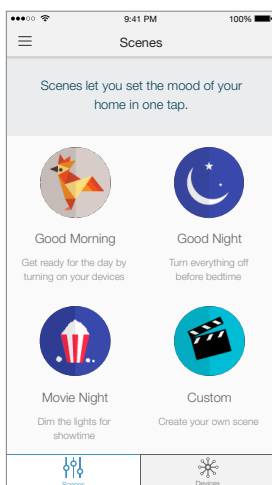 9:41 PM 100%
Scenes
Scenes let you set the mood of your
home in one tap.
Good Morning Good Night
Get ready for the day by Turn everything off
turning on your devices before bedtime
Movie Night Custom
Dim the lights for Create your own scene
showtime
Scenes Devices